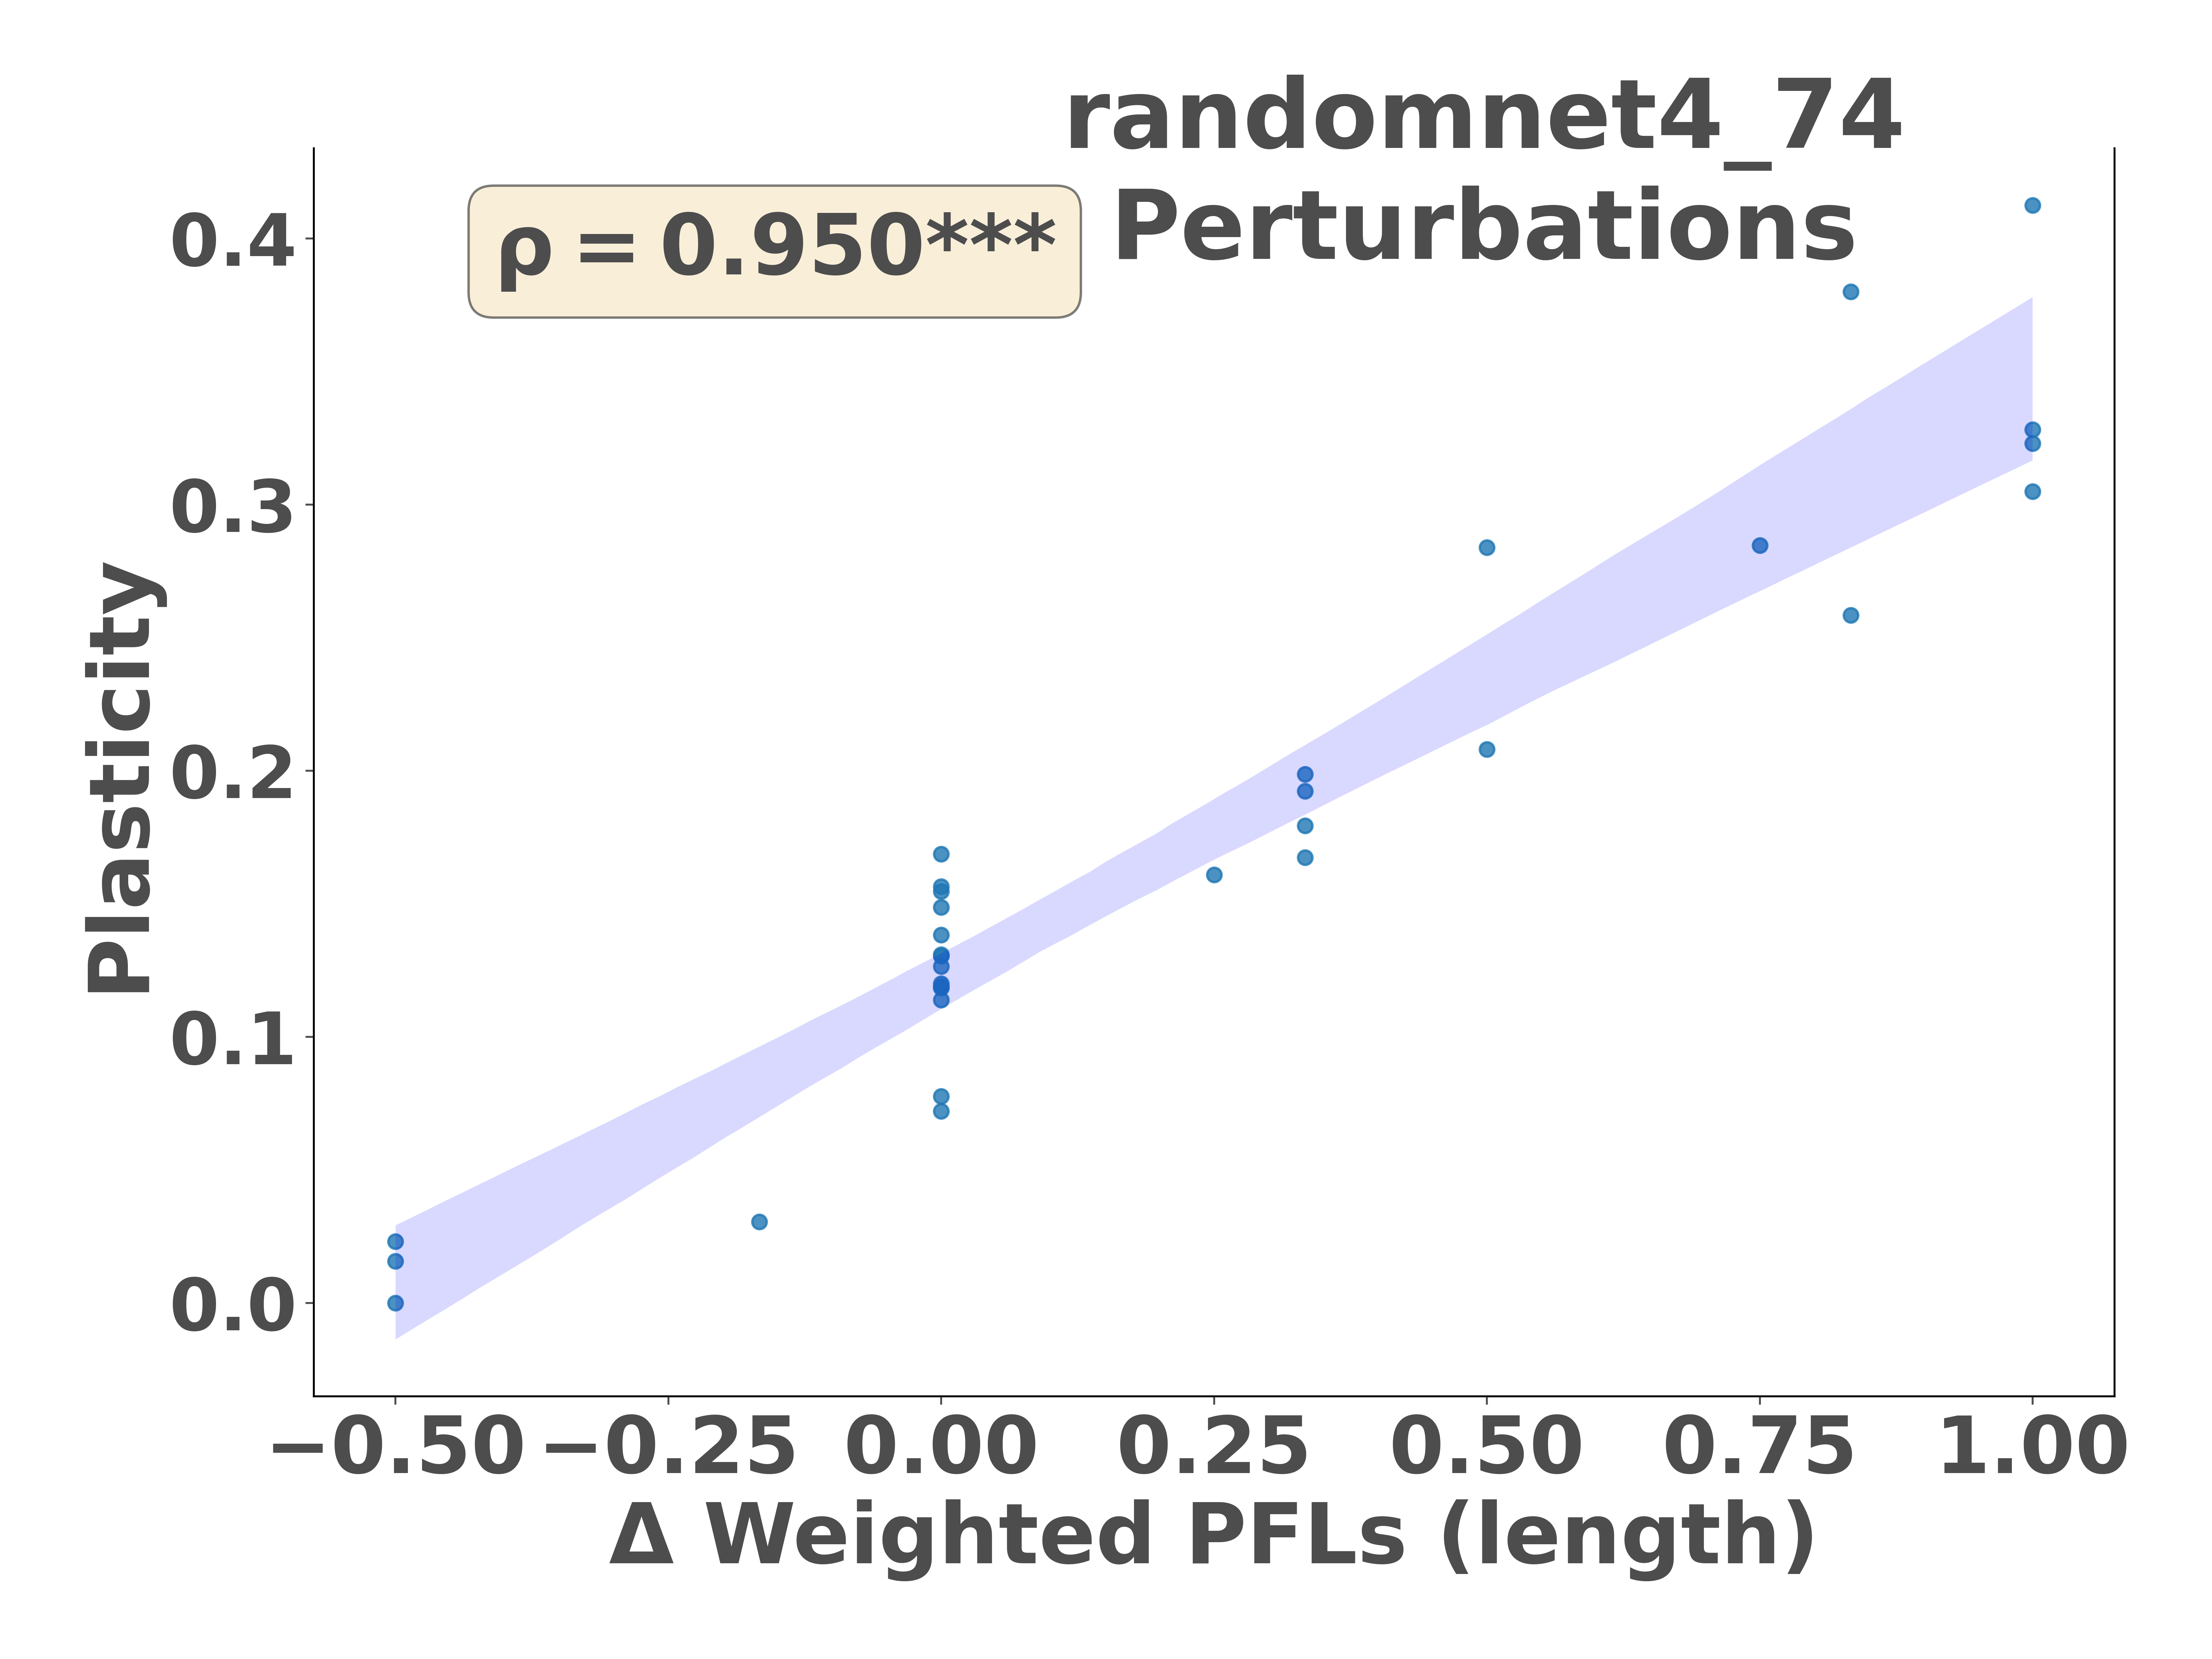 randomnet4_74
Perturbations
ρ = 0.950***
Plasticity
0.4
0.3
0.2
0.1
0.0
−0.50 −0.25 0.00 0.25 0.50 0.75 1.00
Δ Weighted PFLs (length)